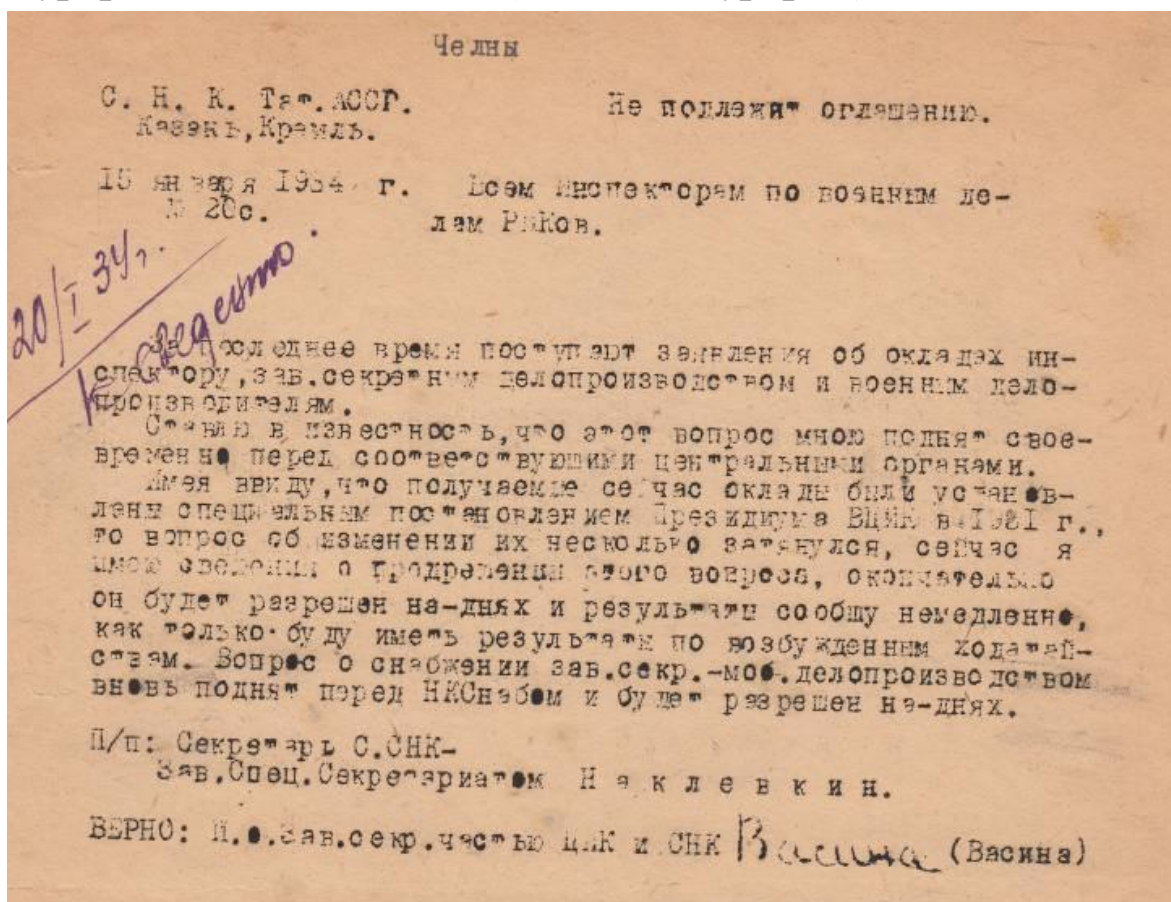 Челны
С. Н. К. Тат.АССР.
Не подлежит оглашению.
Казань,Кремль.
15 января 1934 г.
Всем инспекторам по военным де-
№ 20с.
лам РИКов.
20/I 34г.
К сведению.
За последнее время поступают заявления об окладах ин-
спектору,зав.секретным делопроизводством и военным дело-
производителям.
Ставлю в известность,что этот вопрос мною поднят свое-
временно перед соответствующими центральными органами.
Имея ввиду,что получаемые сейчас оклады были установ-
лены специальным постановлением Президиума ВЦИК в 1931 г.,
то вопрос об изменении их несколько затянулся, сейчас я
имею сведения о этого вопроса, окончательно
он будет разрешен на-днях и результаты сообщу немедленно,
как только буду иметь результаты по возбужденным ходатай-
ствам. Вопрос о снабжении зав.секр.-моб.делопроизводством
вновь поднят перед НКСнабом и будет разрешен на-днях.
П/п: Секретарь С.СНК-
Зав.Спец.Секретариатом Н а к л е в к и н.
ВЕРНО: И.о.Зав.секр.частью ЦИК и СНК Васина (Васина)